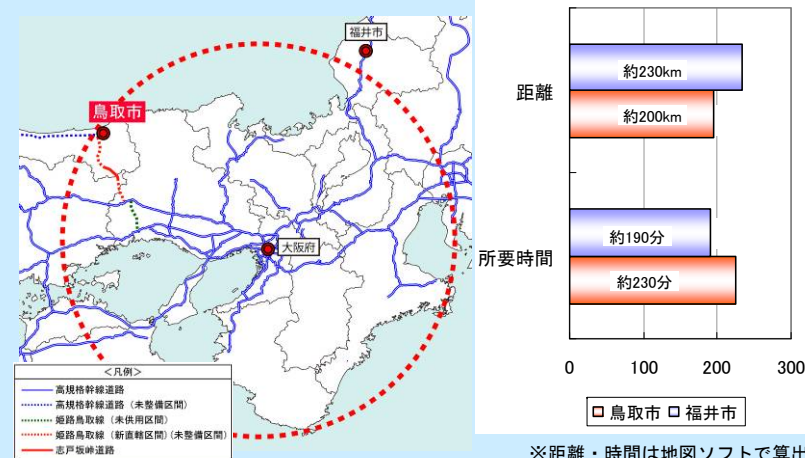 福井市
鳥取市
大阪府
<凡例>
高規格幹線道路
高規格幹線道路（未整備区間）
姫路鳥取線（未供用区間）
姫路鳥取線（新直轄区間）（未整備区間）
志戸坂峠道路
距離
約230km
約200km
所要時間
約190分
約230分
0 100 200 300
鳥取市 福井市
※距離・時間は地図ソフトで算出